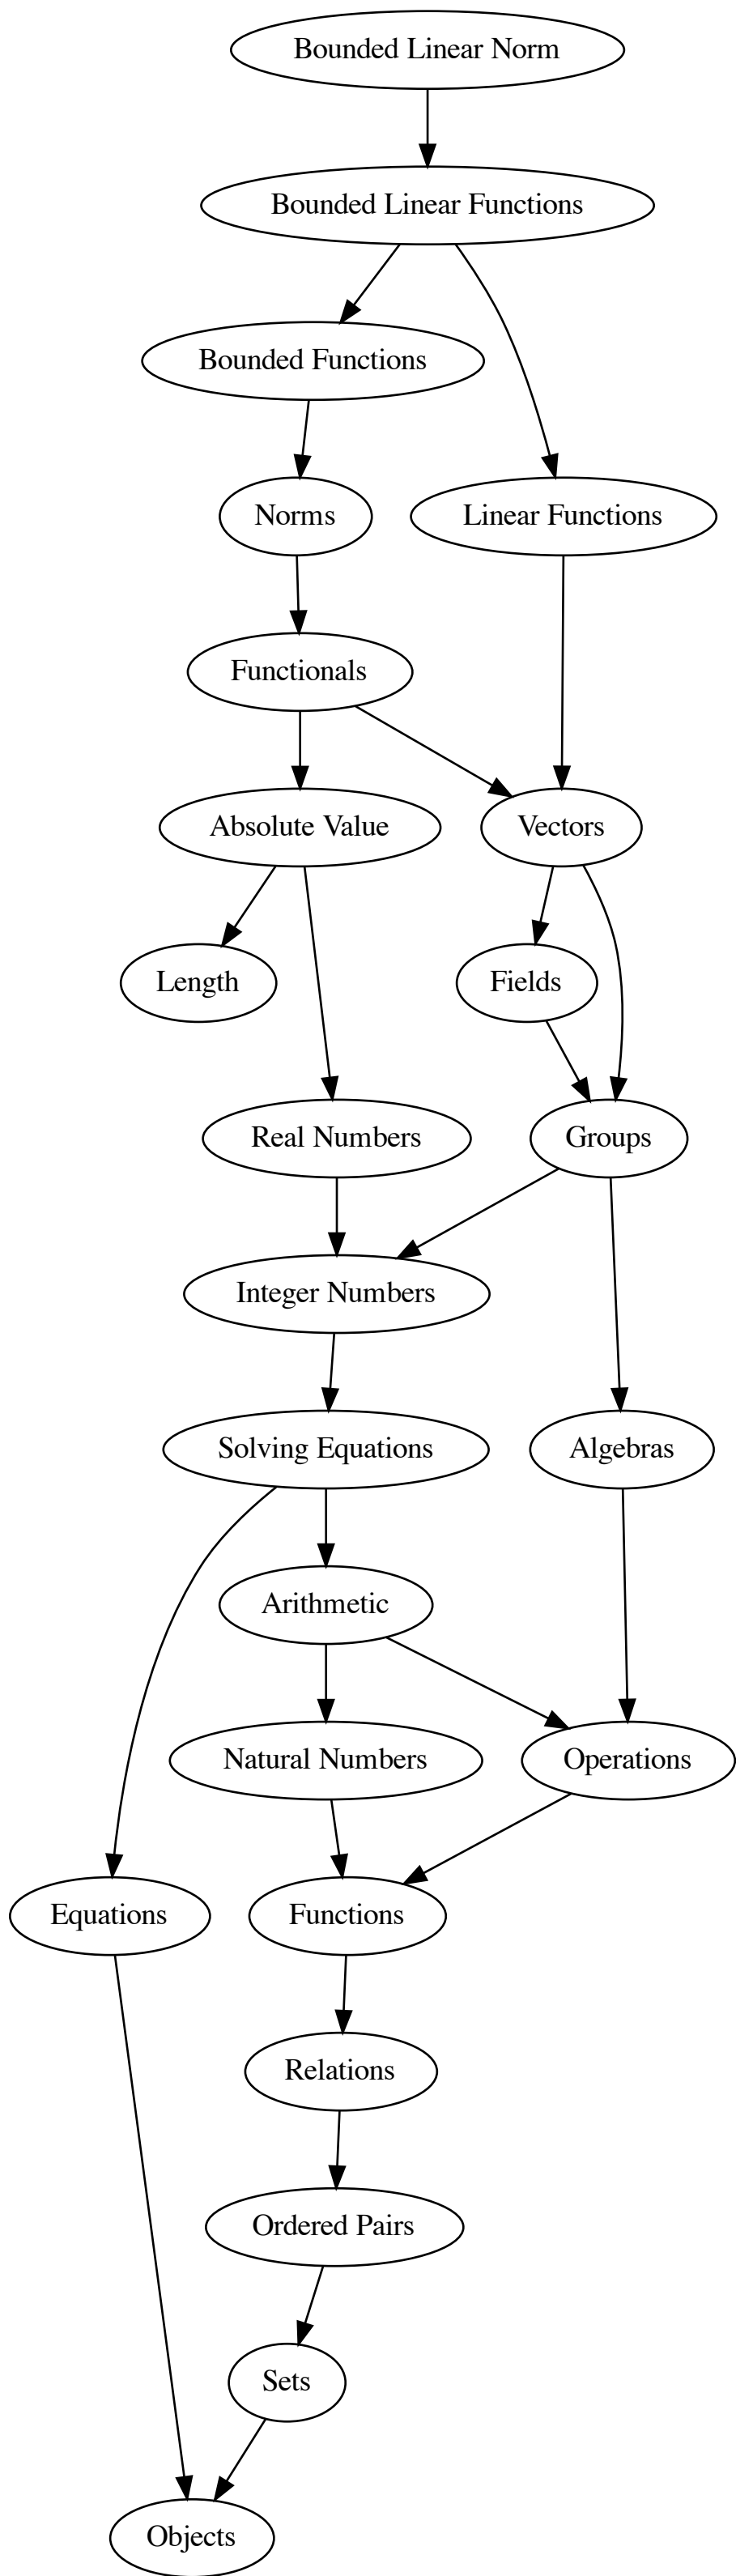 Bounded Linear Norm
Bounded Linear Functions
Bounded Functions
Norms
Linear Functions
Functionals
Absolute Value
Vectors
Length
Fields
Real Numbers
Groups
Integer Numbers
Solving Equations
Algebras
Arithmetic
Natural Numbers
Operations
Equations
Functions
Relations
Ordered Pairs
Sets
Objects